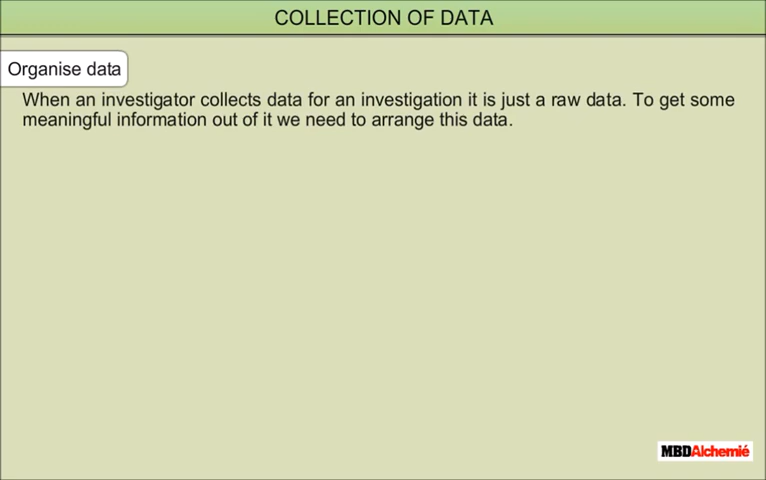 COLLECTION OF DATA
Organise data
When an investigator collects data for an investigation it is just a raw data. To get some
meaningful information out of it we need to arrange this data.
MBDAlchemié